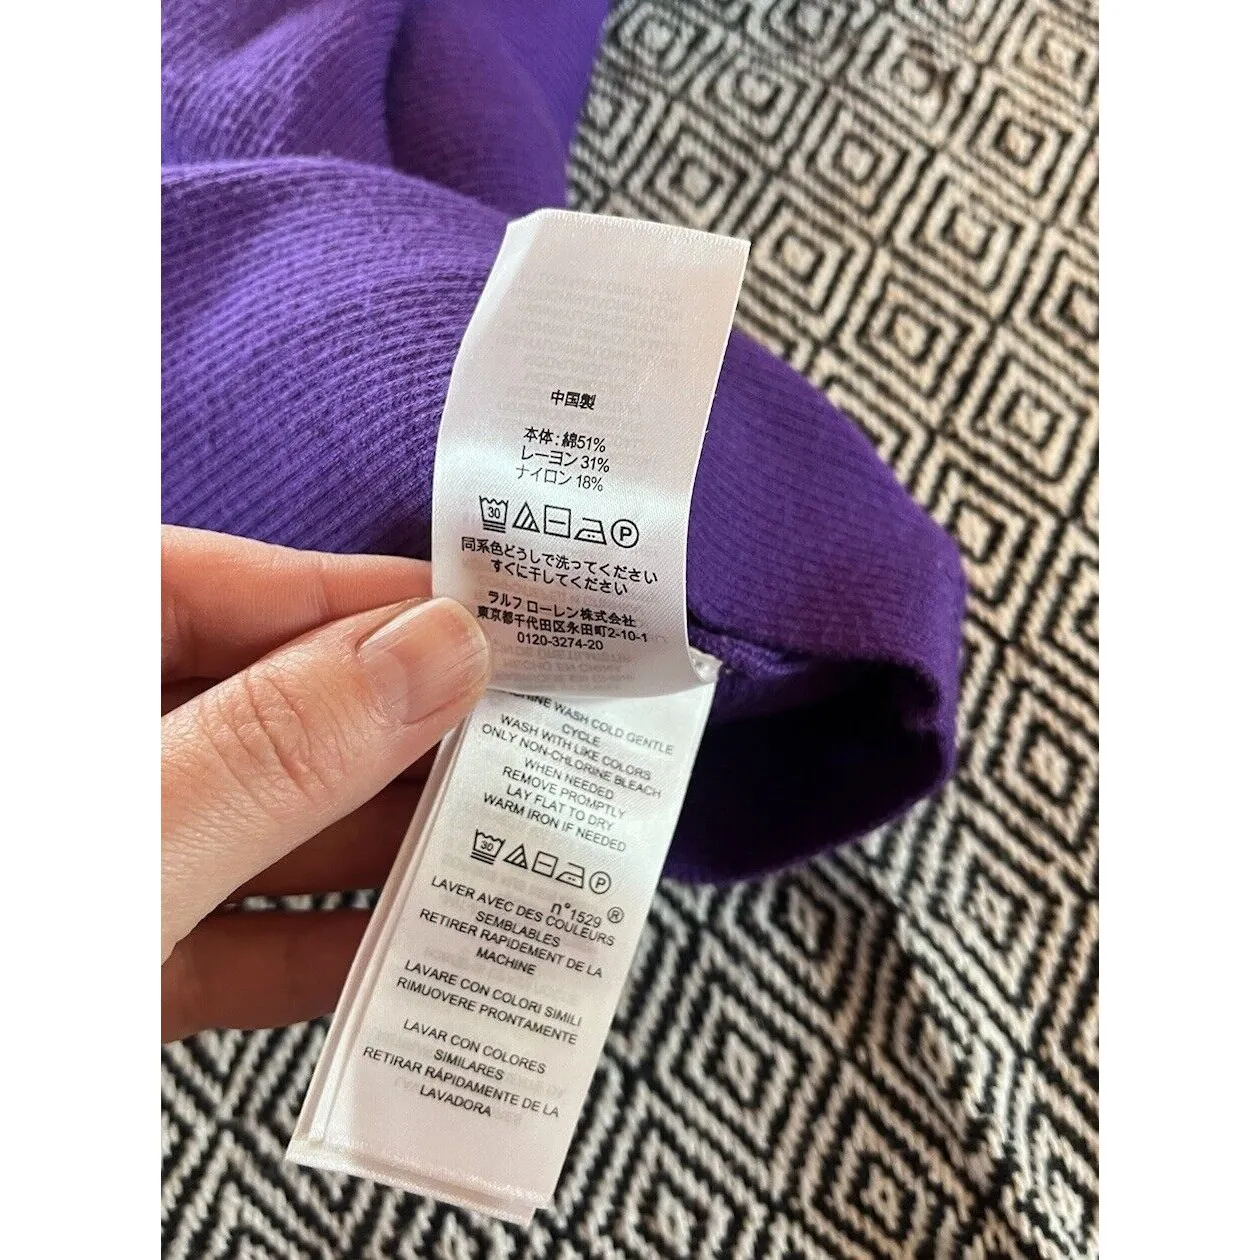 中国製
本体:綿51%
レーヨン 31%
ナイロン 18%
30
P
同系色どうしで洗ってください
すぐに干してください
ラルフ ローレン株式会社
東京都千代田区永田町2-10-1
0120-3274-20
WASH COLD GENTLE
CYCLE
WASH WITH LIKE COLORS
ONLY NON-CHLORINE BLEACH
WHEN NEEDED
REMOVE PROMPTLY
LAY FLAT TO DRY
WARM IRON IF NEEDED
30
P
n°1529 ®
LAVER AVEC DES COULEURS
SEMBLABLES
RETIRER RAPIDEMENT DE LA
MACHINE
LAVARE CON COLORI SIMILI
RIMUOVERE PRONTAMENTE
LAVAR CON COLORES
SIMILARES
RETIRAR RÁPIDAMENTE DE LA
LAVADORA